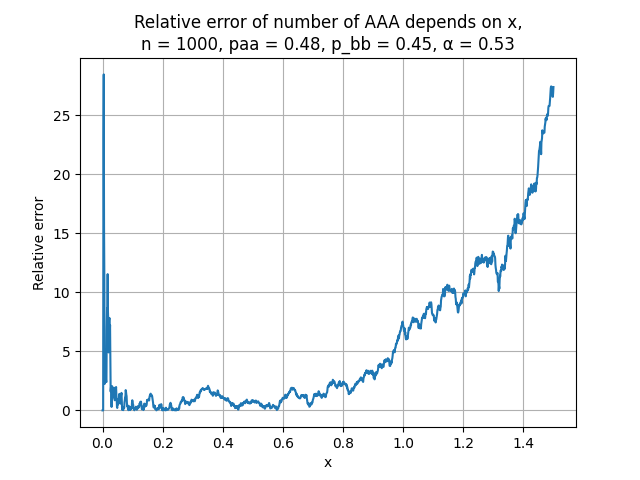 Relative error of number of AAA depends on x,
n = 1000, paa = 0.48, p_bb = 0.45, α = 0.53
25
20
15
10
5
0
Relative error
0.0 0.2 0.4 0.6 0.8 1.0 1.2 1.4
x